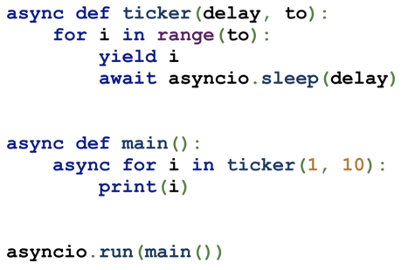 async def ticker(delay, to):
    for i in range(to):
        yield i
        await asyncio.sleep(delay)
async def main():
    async for i in ticker(1, 10):
        print(i)
asyncio.run(main())